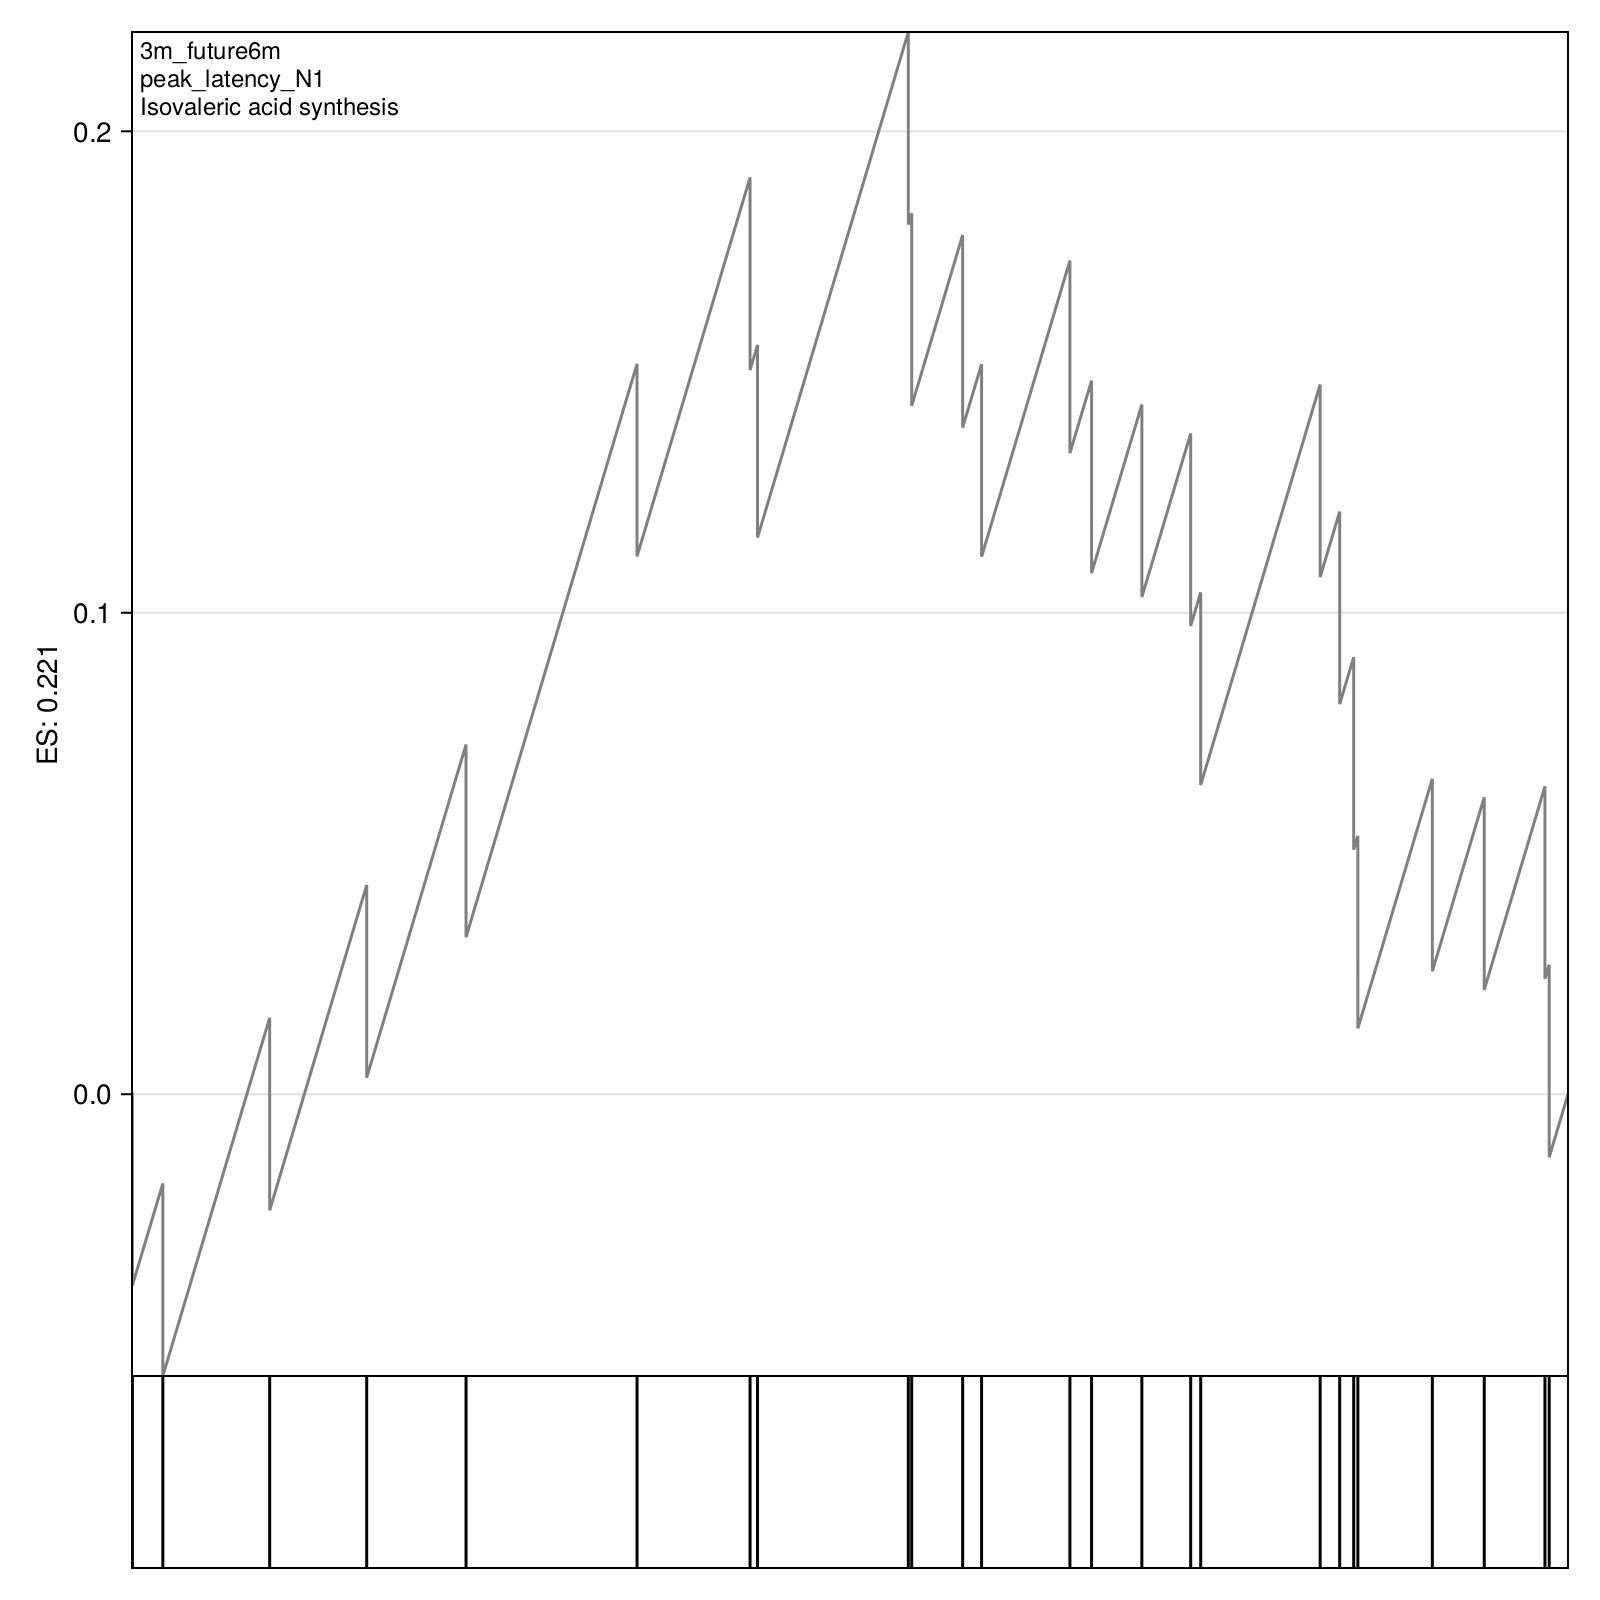 3m_future6m
peak_latency_N1
Isovaleric acid synthesis
0.2
0.1
0.0
ES: 0.221